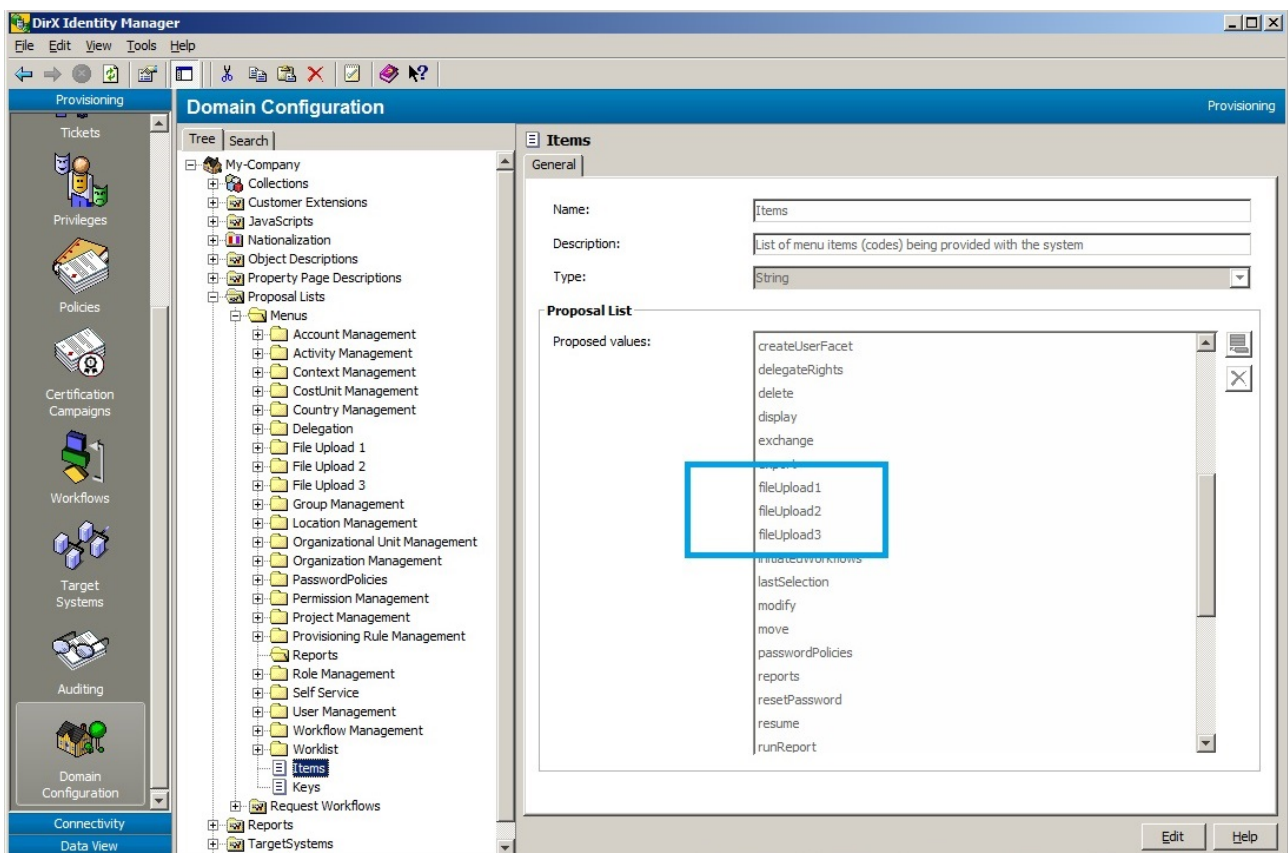 DirX Identity Manager
File Edit View Tools Help
Provisioning
Tickets
Privileges
Policies
Certification
Campaigns
Workflows
Target
Systems
Auditing
Domain
Configuration
Connectivity
Data View
Domain Configuration
Provisioning
Tree Search
My-Company
Collections
Customer Extensions
JavaScripts
Nationalization
Object Descriptions
Property Page Descriptions
Proposal Lists
Menus
Account Management
Activity Management
Context Management
CostUnit Management
Country Management
Delegation
File Upload 1
File Upload 2
File Upload 3
Group Management
Location Management
Organizational Unit Management
Organization Management
PasswordPolicies
Permission Management
Project Management
Provisioning Rule Management
Reports
Role Management
Self Service
User Management
Workflow Management
Worklist
Items
Keys
Request Workflows
Reports
TargetSystems
Items
General
Name: Items
Description: List of menu items (codes) being provided with the system
Type: String
Proposal List
Proposed values:
createUserFacet
delegateRights
delete
display
exchange
export
fileUpload1
fileUpload2
fileUpload3
initiatedWorkflows
lastSelection
modify
move
passwordPolicies
reports
resetPassword
resume
runReport
Edit Help